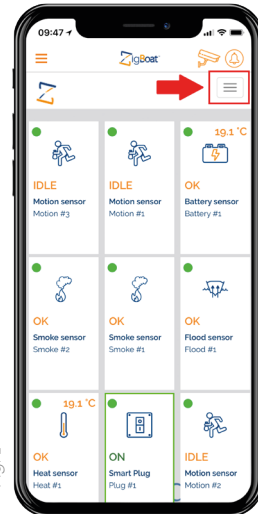 09:47
ZigBoat
19.1 °C
IDLE
Motion sensor
Motion #3
IDLE
Motion sensor
Motion #1
OK
Battery sensor
Battery #1
OK
Smoke sensor
Smoke #2
OK
Smoke sensor
Smoke #1
OK
Flood sensor
Flood #1
19.1 °C
OK
Heat sensor
Heat #1
ON
Smart Plug
Plug #1
IDLE
Motion sensor
Motion #2